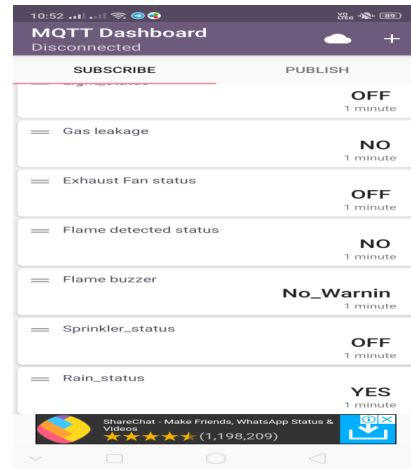 10:52
MQTT Dashboard
Disconnected
SUBSCRIBE
PUBLISH
Light_status
OFF
1 minute
Gas leakage
NO
1 minute
Exhaust Fan status
OFF
1 minute
Flame detected status
NO
1 minute
Flame buzzer
No_Warnin
1 minute
Sprinkler_status
OFF
1 minute
Rain_status
YES
1 minute
ShareChat - Make Friends, WhatsApp Status &
Videos
(1,198,209)